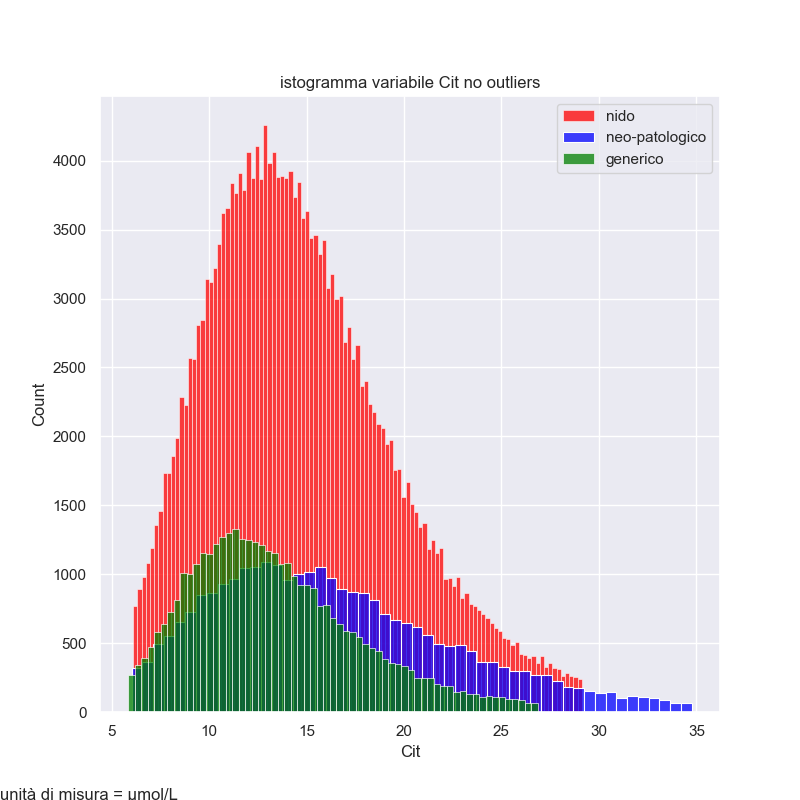 istogramma variabile Cit no outliers
nido
neo-patologico
generico
4000
3500
3000
2500
2000
1500
1000
500
0
Count
5 10 15 20 25 30 35
Cit
unità di misura = μmol/L